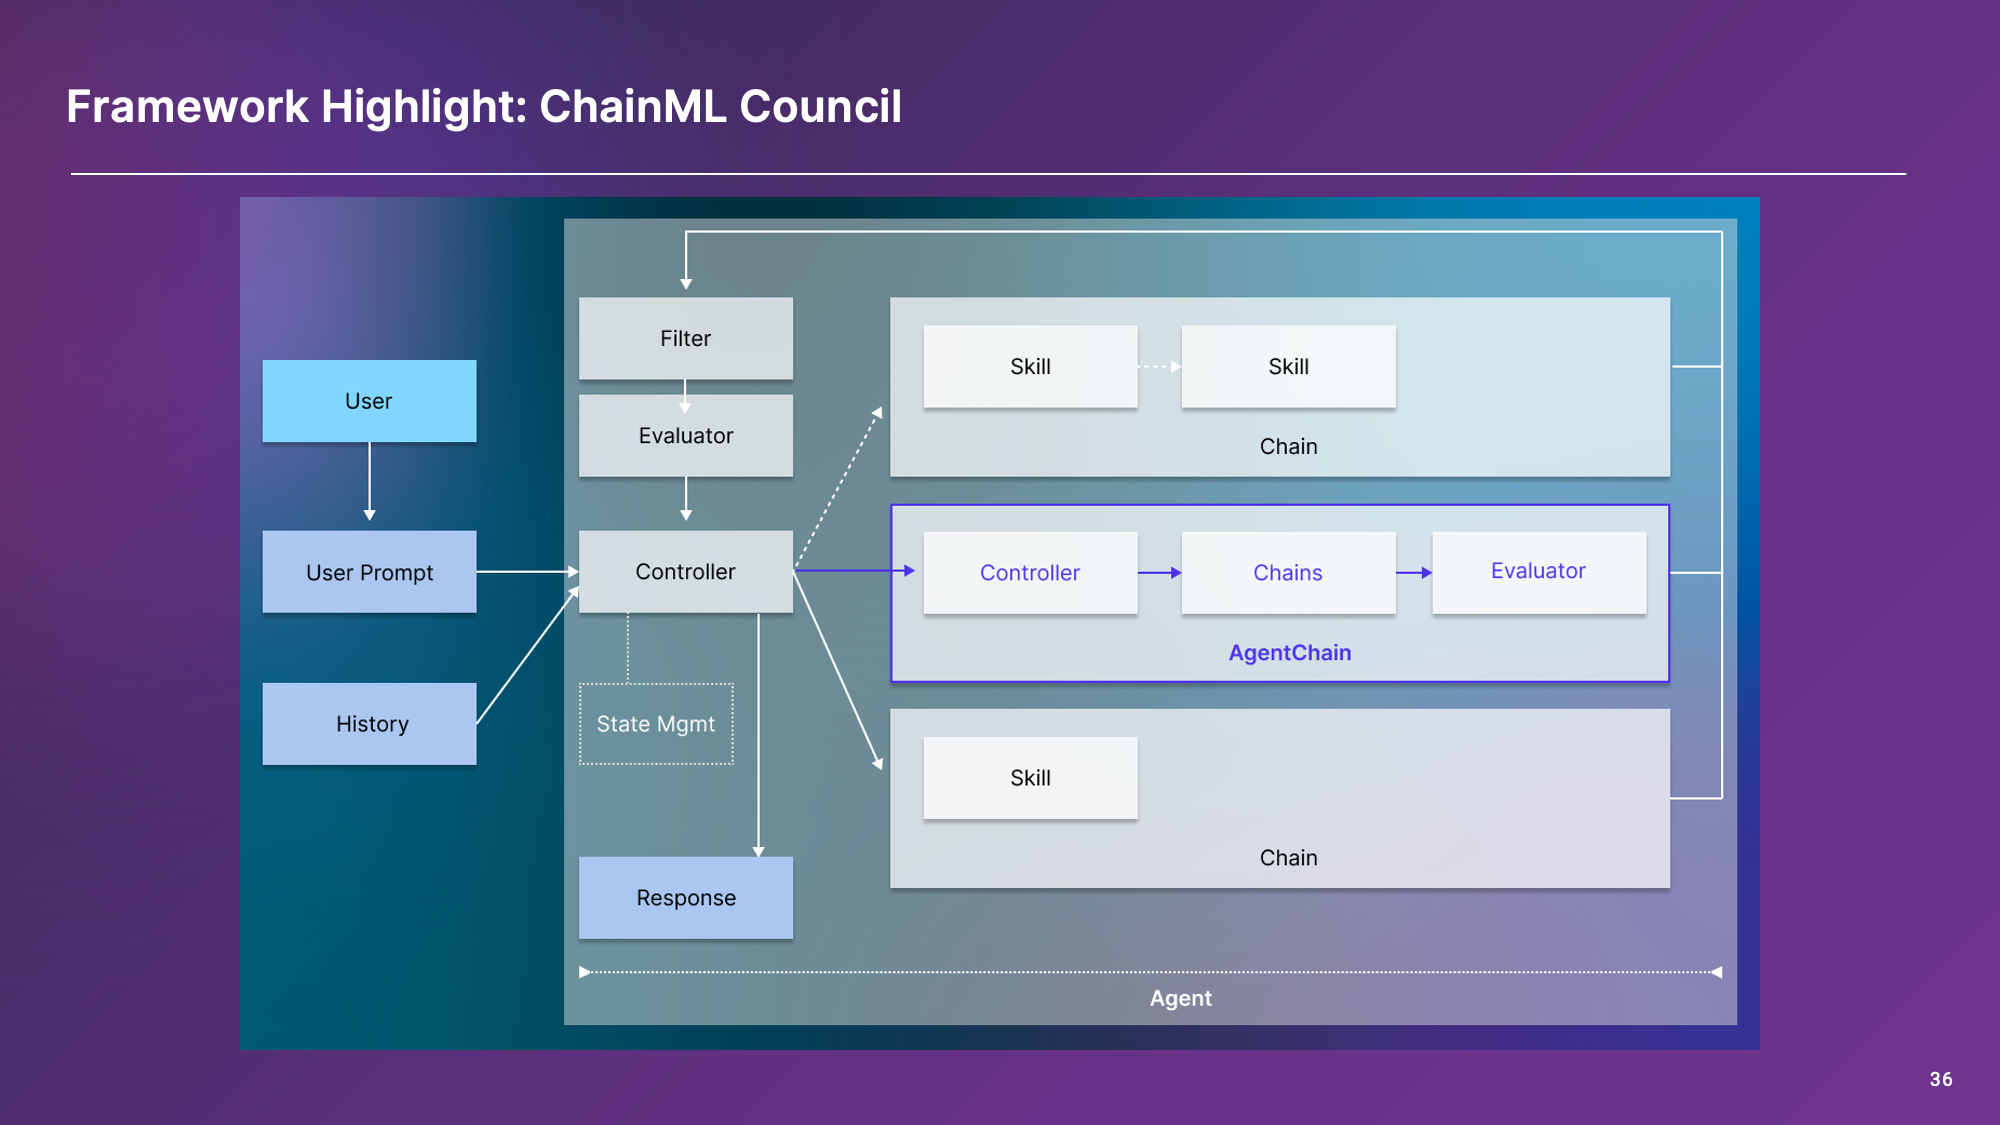 Framework Highlight: ChainML Council
User
User Prompt
History
Filter
Evaluator
Controller
State Mgmt
Response
Skill
Skill
Chain
Controller
Chains
Evaluator
AgentChain
Skill
Chain
Agent
36